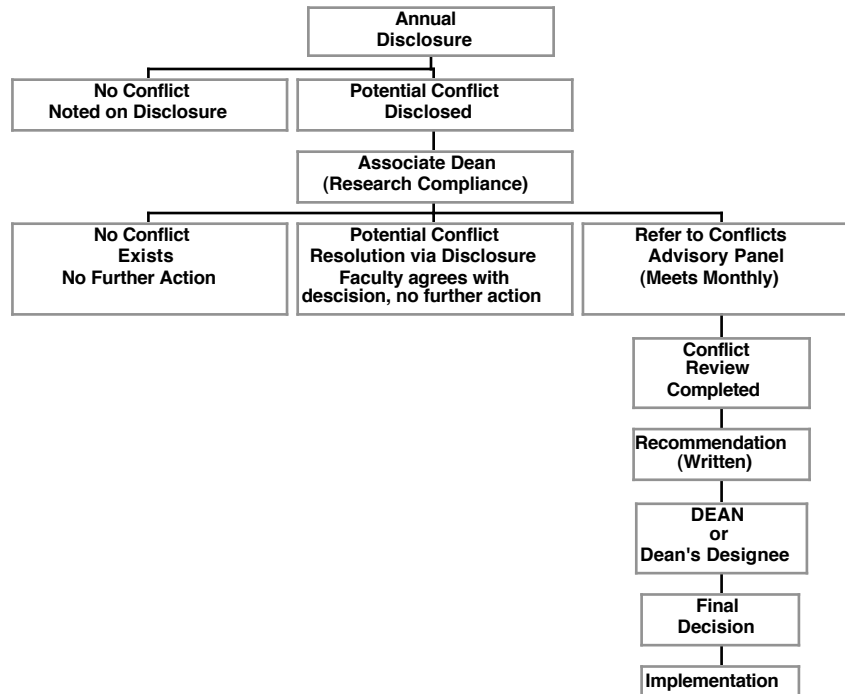 Annual
Disclosure
No Conflict
Noted on Disclosure
Potential Conflict
Disclosed
Associate Dean
(Research Compliance)
No Conflict
Exists
No Further Action
Potential Conflict
Resolution via Disclosure
Faculty agrees with
descision, no further action
Refer to Conflicts
Advisory Panel
(Meets Monthly)
Conflict
Review
Completed
Recommendation
(Written)
DEAN
or
Dean's Designee
Final
Decision
Implementation